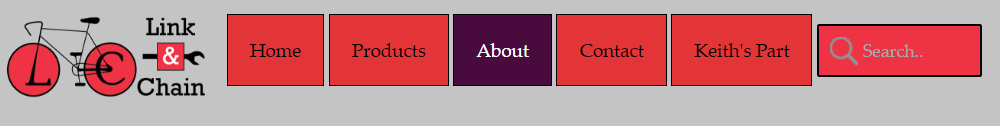 L C
Link
&
Chain
Home
Products
About
Contact
Keith's Part
Search..